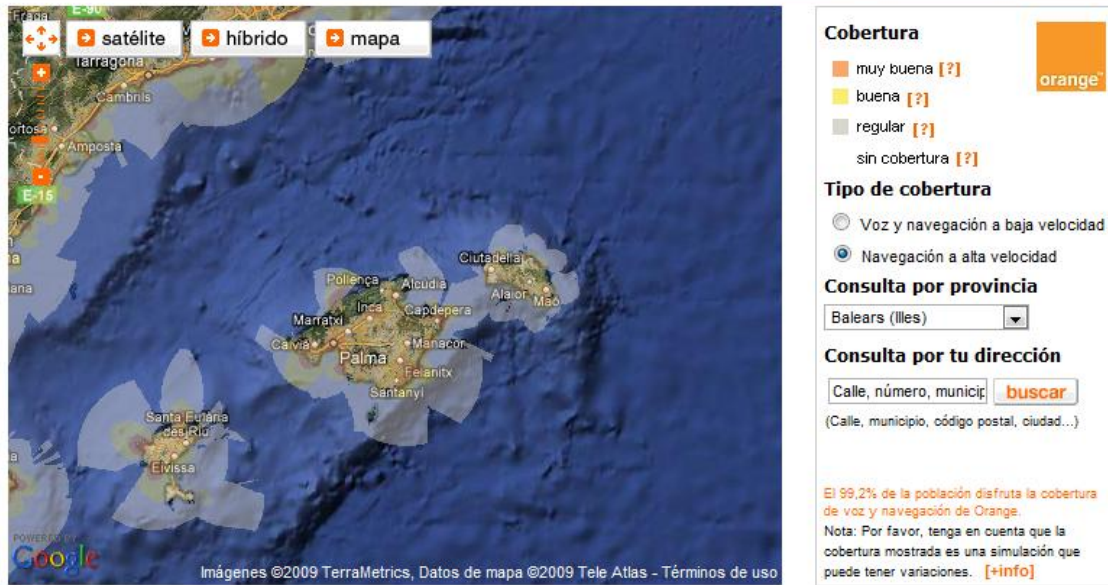 E-90
Fraga
satélite
híbrido
mapa
Tarragona
Cambrils
Amposta
E-15
Ciutadella
Alaior
Maó
Pollença
Alcúdia
Inca
Capdepera
Marratxi
Calvià
Palma
Manacor
Felanitx
Santanyí
Santa Eulària
des Riu
Eivissa
POWERED BY
Google
Imágenes ©2009 TerraMetrics, Datos de mapa ©2009 Tele Atlas - Términos de uso
Cobertura
orange™
muy buena [?]
buena [?]
regular [?]
sin cobertura [?]
Tipo de cobertura
Voz y navegación a baja velocidad
Navegación a alta velocidad
Consulta por provincia
Balears (Illes)
Consulta por tu dirección
Calle, número, municip
buscar
(Calle, municipio, código postal, ciudad...)
El 99,2% de la población disfruta la cobertura
de voz y navegación de Orange.
Nota: Por favor, tenga en cuenta que la
cobertura mostrada es una simulación que
puede tener variaciones. [+info]